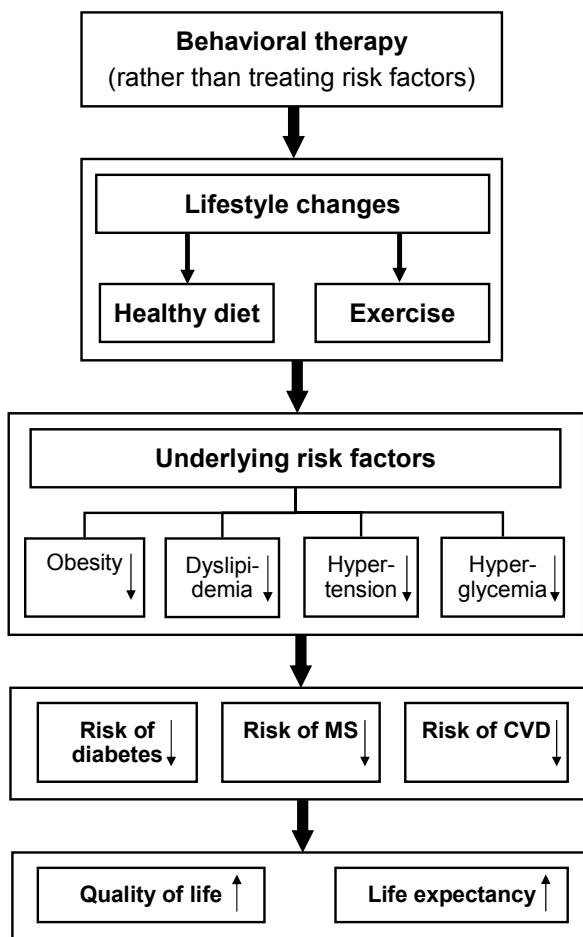 Behavioral therapy
(rather than treating risk factors)
Lifestyle changes
Healthy diet
Exercise
Underlying risk factors
Obesity
Dyslipi-
demia
Hyper-
tension
Hyper-
glycemia
Risk of
diabetes
Risk of MS
Risk of CVD
Quality of life
Life expectancy